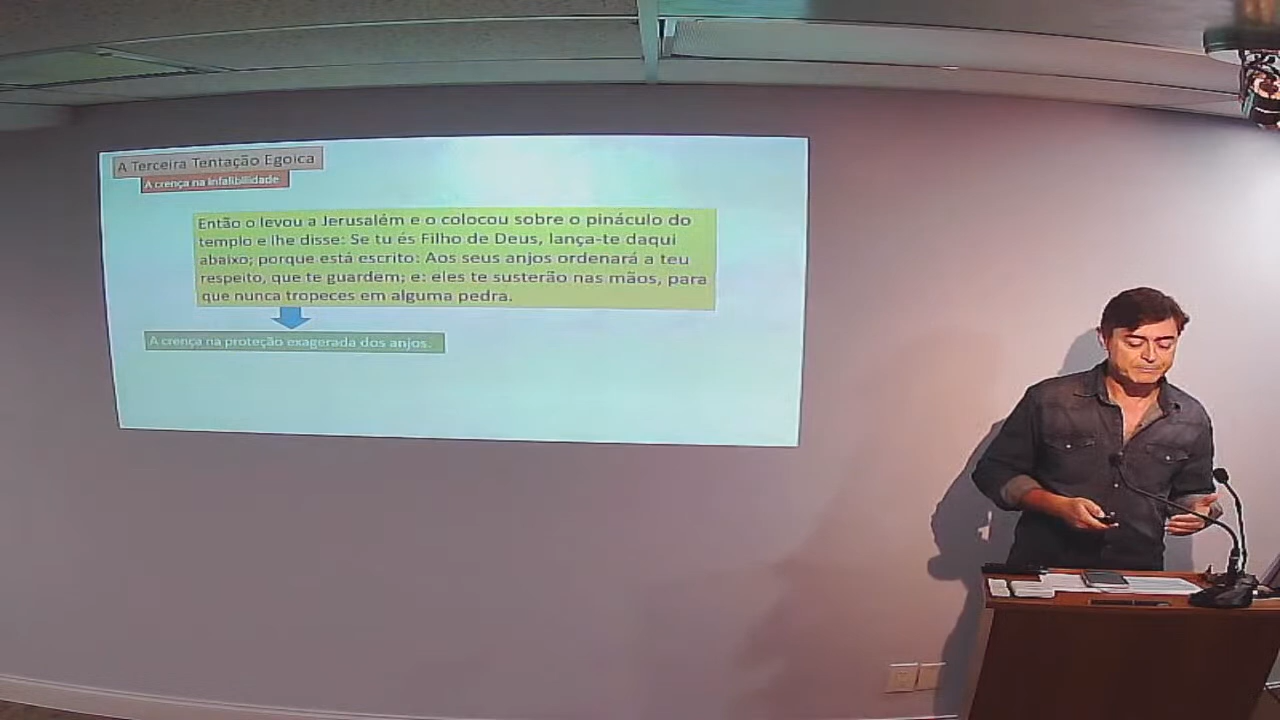 A Terceira Tentação Egoica
A crença na infalibilidade
Então o levou a Jerusalém e o colocou sobre o pináculo do
templo e lhe disse: Se tu és Filho de Deus, lança-te daqui
abaixo; porque está escrito: Aos seus anjos ordenará a teu
respeito, que te guardem; e: eles te susterão nas mãos, para
que nunca tropeces em alguma pedra.
A crença na proteção exagerada dos anjos.